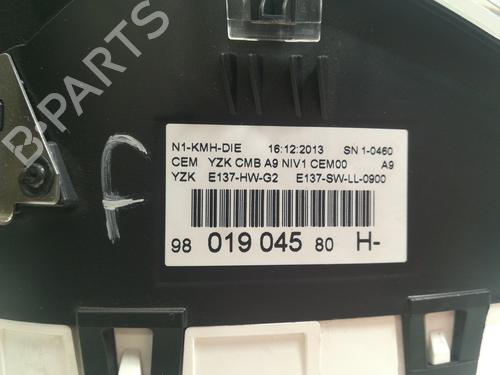 B-PARTS
N1-KMH-DIE 16:12:2013 SN 1-0460
CEM YZK CMB A9 NIV1 CEM00 A9
YZK E137-HW-G2 E137-SW-LL-0900
98 019 045 80 H-
F